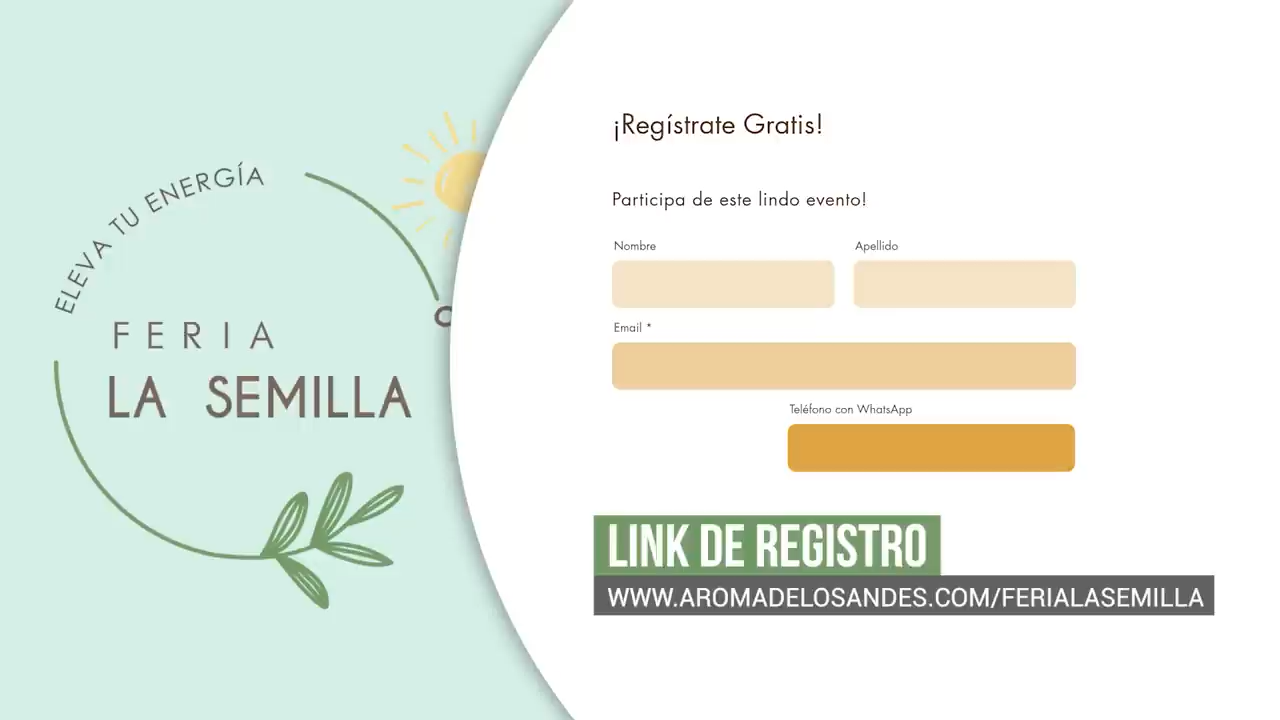 ELEVA TU ENERGÍA
FERIA
LA SEMILLA
¡Regístrate Gratis!
Participa de este lindo evento!
Nombre Apellido
Email *
Teléfono con WhatsApp
LINK DE REGISTRO
WWW.AROMADELOSANDES.COM/FERIALASEMILLA